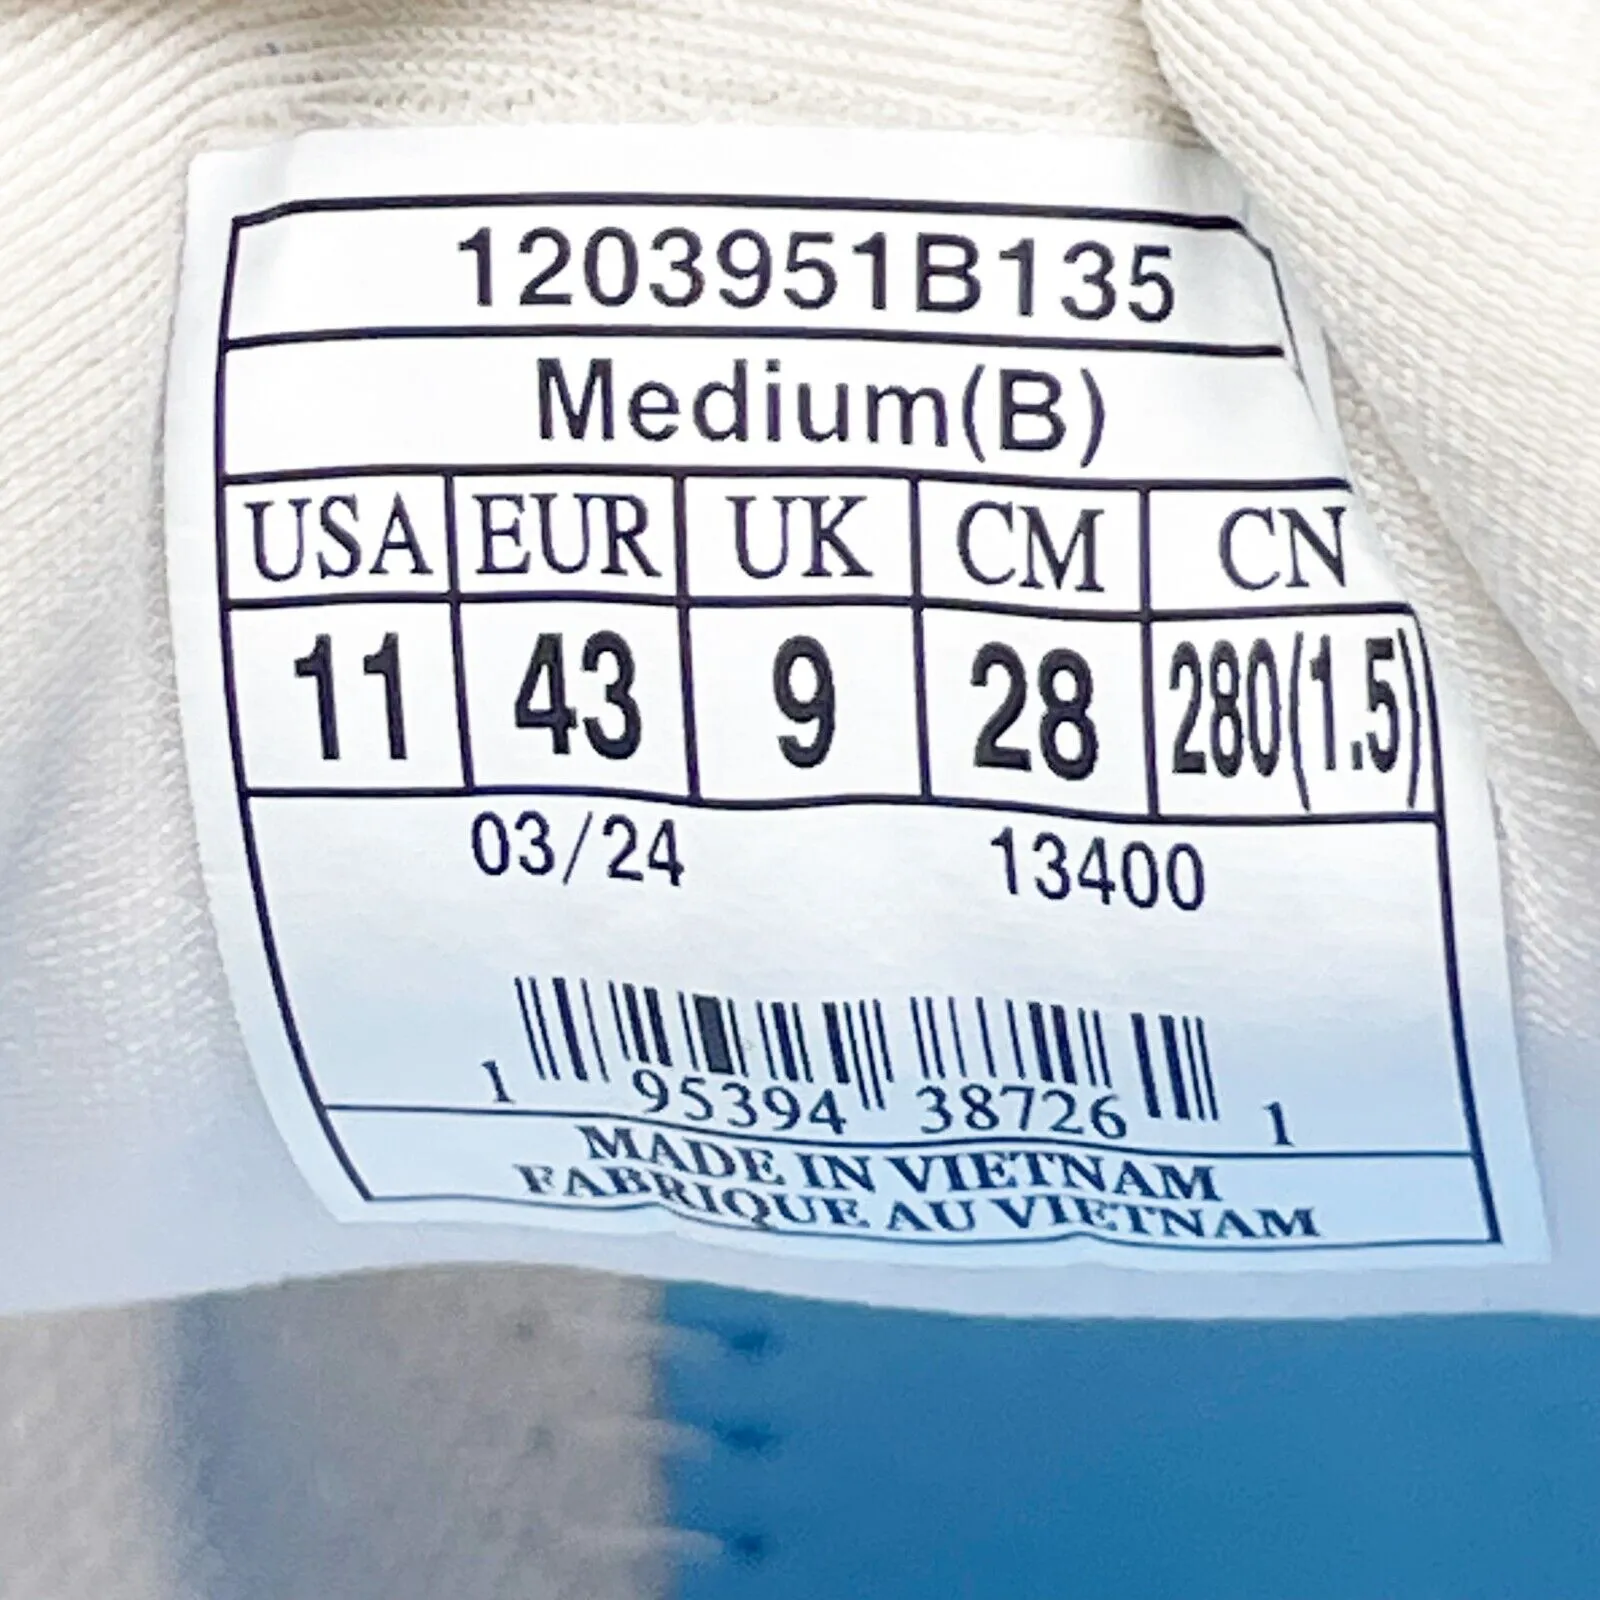 1203951B135
Medium(B)
USA EUR UK CM CN
11 43 9 28 280(1.5)
03/24 13400
1 95394 38726 1
MADE IN VIETNAM
FABRIQUE AU VIETNAM